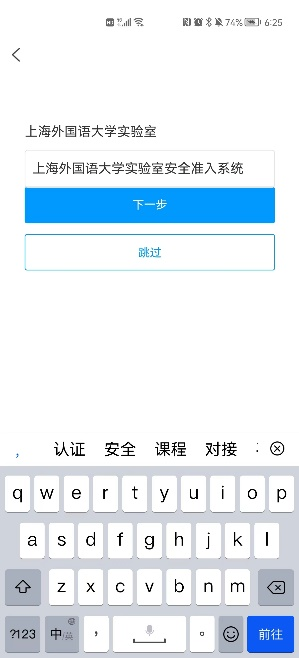 74% 6:25
上海外国语大学实验室
上海外国语大学实验室安全准入系统
下一步
跳过
， 认证 安全 课程 对接
q w e r t y u i o p
a s d f g h j k l
z x c v b n m
?123 中/英 , 。 前往